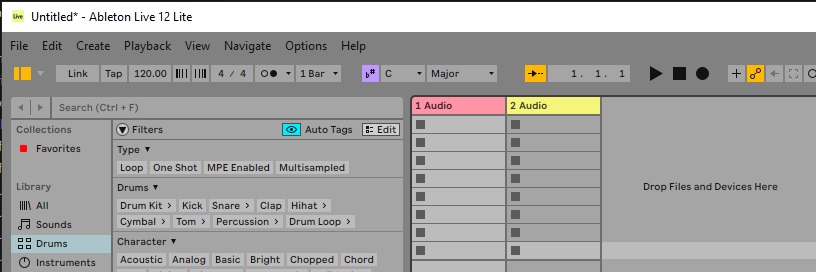 Live Untitled* - Ableton Live 12 Lite
File Edit Create Playback View Navigate Options Help
Link Tap 120.00 4 / 4 1 Bar ♭# C Major 1. 1. 1
Search (Ctrl + F)
1 Audio 2 Audio
Collections
Favorites
Library
All
Sounds
Drums
Instruments
Filters Auto Tags Edit
Type
Loop One Shot MPE Enabled Multisampled
Drums
Drum Kit > Kick Snare > Clap Hihat >
Cymbal > Tom > Percussion > Drum Loop >
Character
Acoustic Analog Basic Bright Chopped Chord
Drop Files and Devices Here